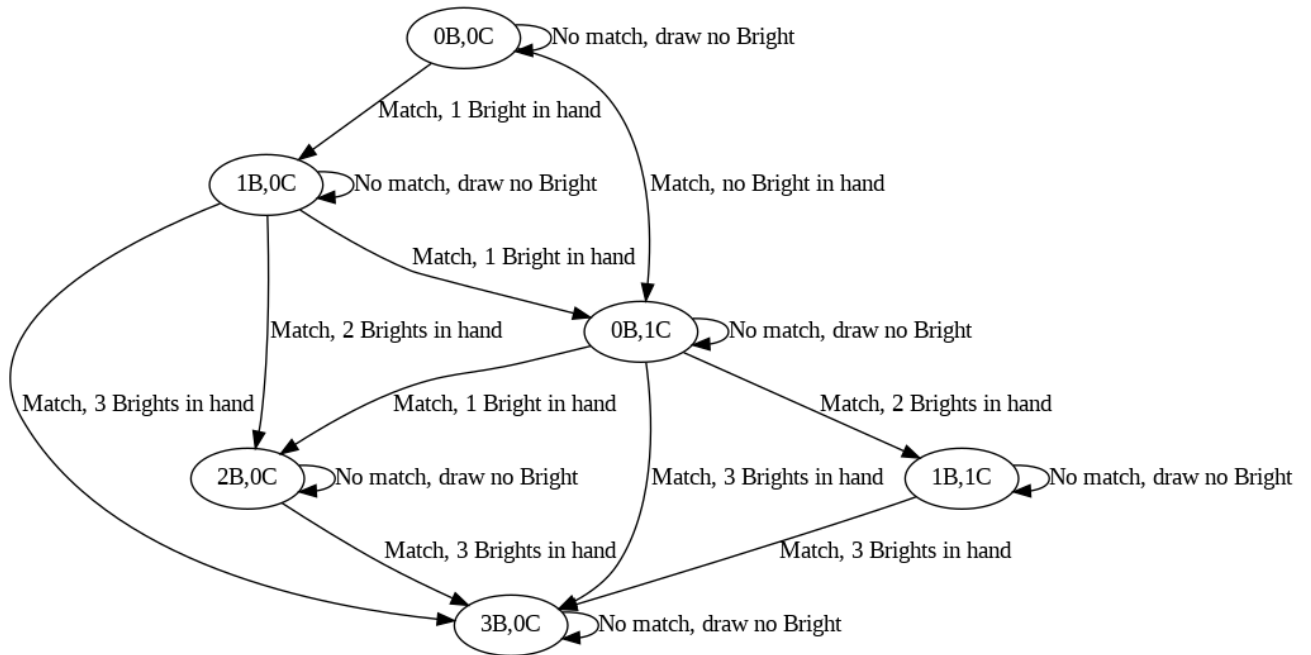 0B,0C
No match, draw no Bright
Match, 1 Bright in hand
1B,0C
No match, draw no Bright
Match, no Bright in hand
Match, 1 Bright in hand
Match, 2 Brights in hand
0B,1C
No match, draw no Bright
Match, 3 Brights in hand
Match, 1 Bright in hand
Match, 2 Brights in hand
2B,0C
No match, draw no Bright
Match, 3 Brights in hand
1B,1C
No match, draw no Bright
Match, 3 Brights in hand
Match, 3 Brights in hand
3B,0C
No match, draw no Bright